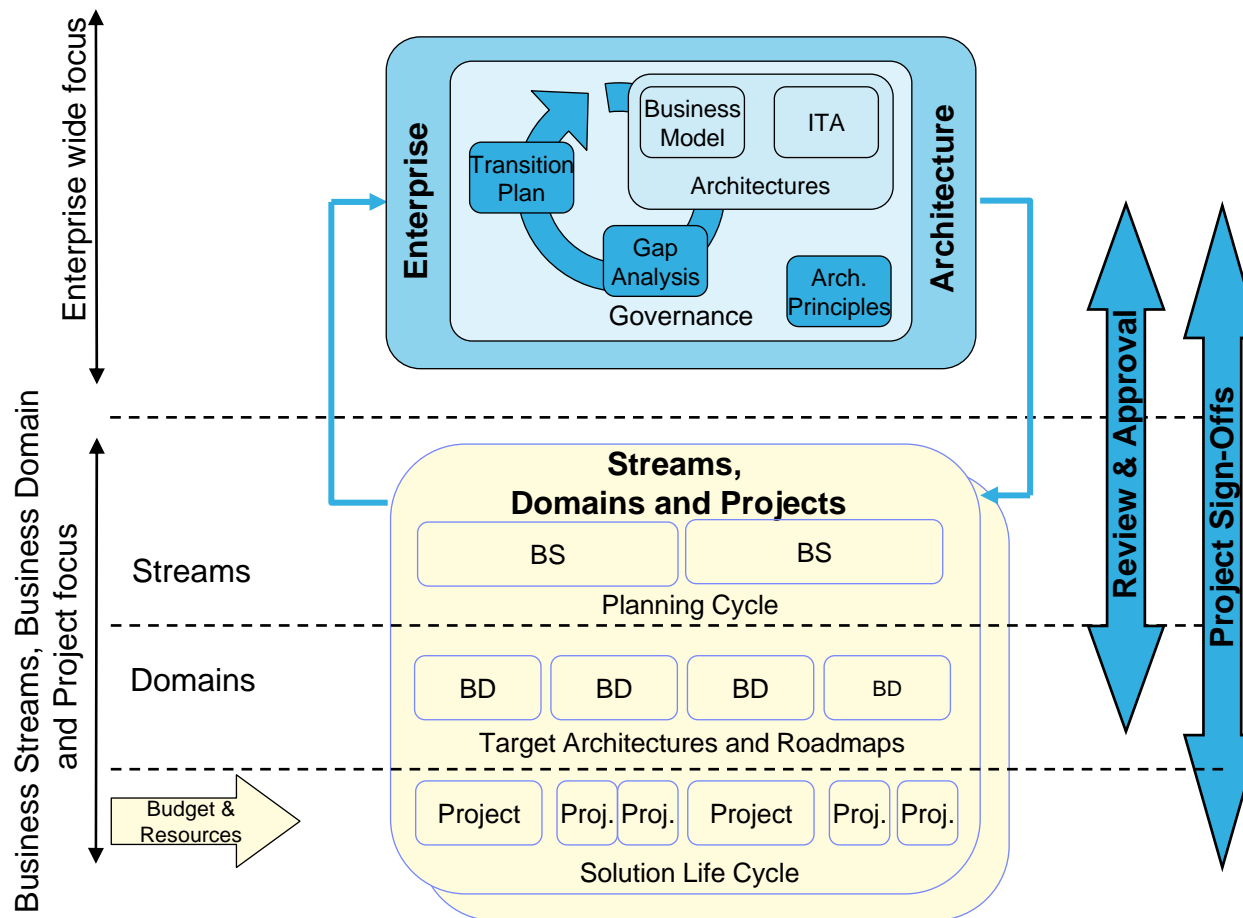 Enterprise wide focus
Enterprise
Architecture
Business
Model
ITA
Architectures
Transition
Plan
Gap
Analysis
Arch.
Principles
Governance
Review & Approval
Project Sign-Offs
Business Streams, Business Domain
and Project focus
Streams,
Domains and Projects
Streams
BS
BS
Planning Cycle
Domains
BD
BD
BD
BD
Target Architectures and Roadmaps
Budget &
Resources
Project
Proj.
Proj.
Project
Proj.
Proj.
Solution Life Cycle